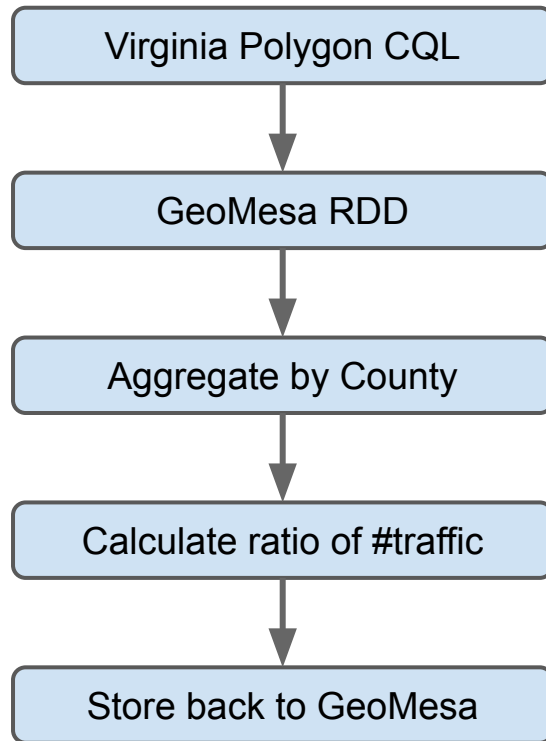 Virginia Polygon CQL
GeoMesa RDD
Aggregate by County
Calculate ratio of #traffic
Store back to GeoMesa